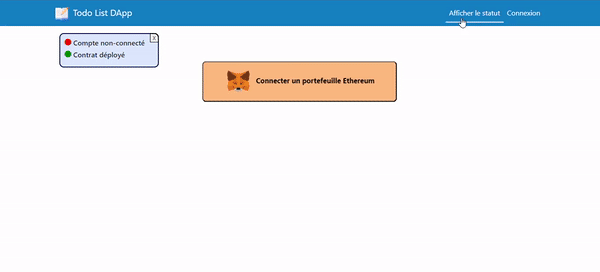 Todo List DApp
Afficher le statut
Connexion
X
Compte non-connecté
Contrat déployé
Connecter un portefeuille Ethereum